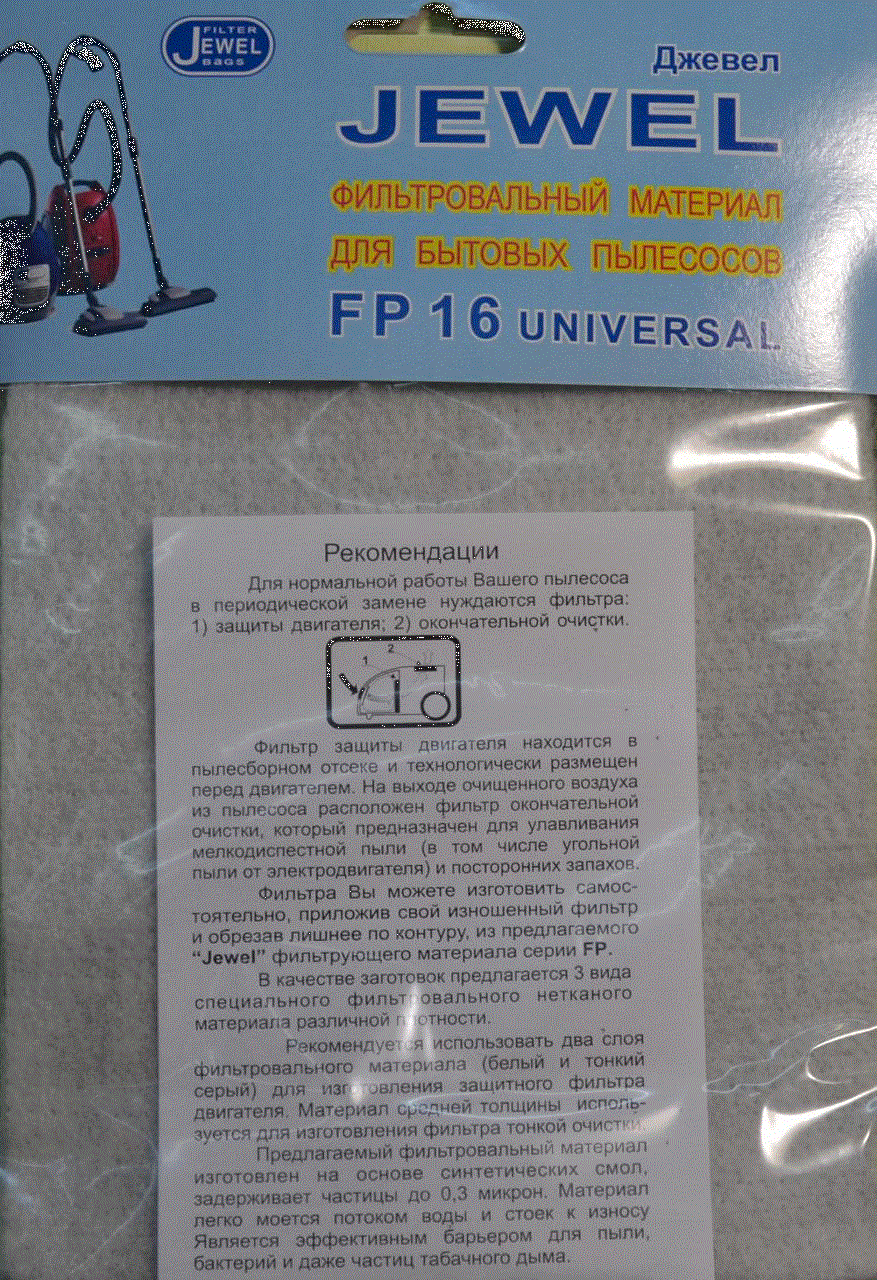 FILTER
JEWEL
BAGS
Джевел
JEWEL
ФИЛЬТРОВАЛЬНЫЙ МАТЕРИАЛ
ДЛЯ БЫТОВЫХ ПЫЛЕСОСОВ
FP 16 UNIVERSAL
Рекомендации
Для нормальной работы Вашего пылесоса
в периодической замене нуждаются фильтра:
1) защиты двигателя; 2) окончательной очистки.
1 2
Фильтр защиты двигателя находится в
пылесборном отсеке и технологически размещен
перед двигателем. На выходе очищенного воздуха
из пылесоса расположен фильтр окончательной
очистки, который предназначен для улавливания
мелкодиспестной пыли (в том числе угольной
пыли от электродвигателя) и посторонних запахов.
Фильтра Вы можете изготовить самос-
тоятельно, приложив свой изношенный фильтр
и обрезав лишнее по контуру, из предлагаемого
“Jewel” фильтрующего материала серии FP.
В качестве заготовок предлагается 3 вида
специального фильтровального нетканого
материала различной плотности.
Рекомендуется использовать два слоя
фильтровального материала (белый и тонкий
серый) для изготовления защитного фильтра
двигателя. Материал средней толщины исполь-
зуется для изготовления фильтра тонкой очистки.
Предлагаемый фильтровальный материал
изготовлен на основе синтетических смол,
задерживает частицы до 0,3 микрон. Материал
легко моется потоком воды и стоек к износу
Является эффективным барьером для пыли,
бактерий и даже частиц табачного дыма.